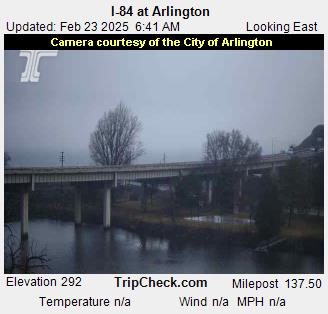 I-84 at Arlington
Updated: Feb 23 2025 6:41 AM Looking East
Camera courtesy of the City of Arlington
Elevation 292 TripCheck.com Milepost 137.50
Temperature n/a Wind n/a MPH n/a